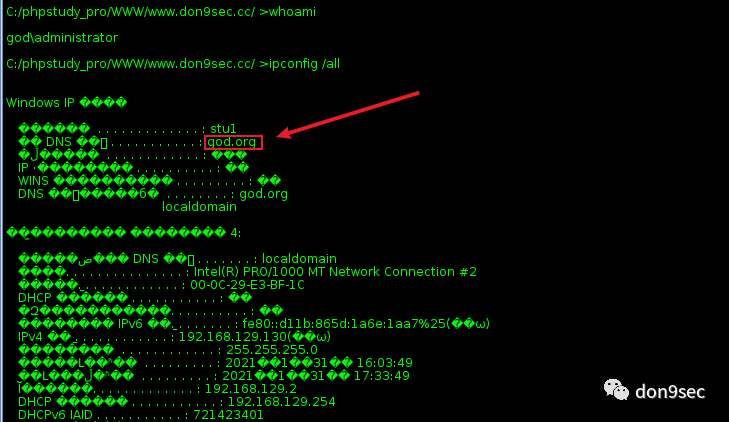 C:/phpstudy_pro/WWW/www.don9sec.cc/ >whoami
god\administrator
C:/phpstudy_pro/WWW/www.don9sec.cc/ >ipconfig /all
Windows IP ����
������ . . . . . . . . . . . . . . : stu1
�� DNS �� . . . . . . . . . . . . : god.org
. . . . . . . . . . . . . . : ���
IP . . . . . . . . . . . : ��
WINS . . . . . . . . . . : ��
DNS . . . . . . . . : god.org
localdomain
4:
DNS . . . . . . . : localdomain
����. . . . . . . . . . . . . . . : Intel(R) PRO/1000 MT Network Connection #2
. . . . . . . . . . . . . : 00-0C-29-E3-BF-1C
DHCP ������ . . . . . . . . . . . . : ��
. . . . . . . . . . . : ��
IPv6 . . . . . . . . : fe80::d11b:865d:1a6e:1aa7%25(��ω)
IPv4 . . . . . . . . . . . . : 192.168.129.130(��ω)
. . . . . . . . . . . . : 255.255.255.0
. . . . . . . . . . : 2021��1��31�� 16:03:49
. . . . . . . . . . : 2021��1��31�� 17:33:49
. . . . . . . . . . . . . . : 192.168.129.2
DHCP ������ . . . . . . . . . . . : 192.168.129.254
DHCPv6 IAID . . . . . . . . . . . : 721423401
don9sec